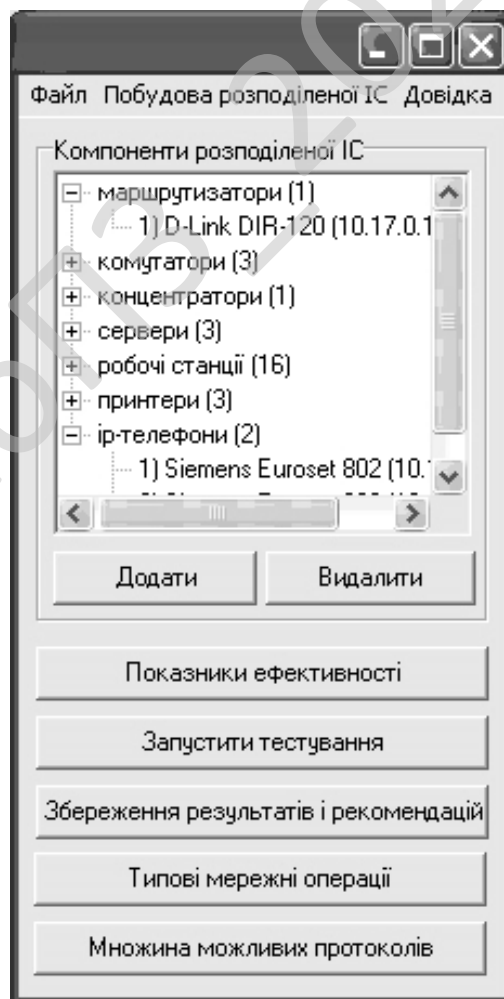 Файл Побудова розподіленої ІС Довідка
Компоненти розподіленої ІС
маршрутизатори (1)
1) D-Link DIR-120 (10.17.0.1
комутатори (3)
концентратори (1)
сервери (3)
робочі станції (16)
принтери (3)
ip-телефони (2)
1) Siemens Euroset 802 (10.
Додати Видалити
Показники ефективності
Запустити тестування
Збереження результатів і рекомендацій
Типові мережні операції
Множина можливих протоколів